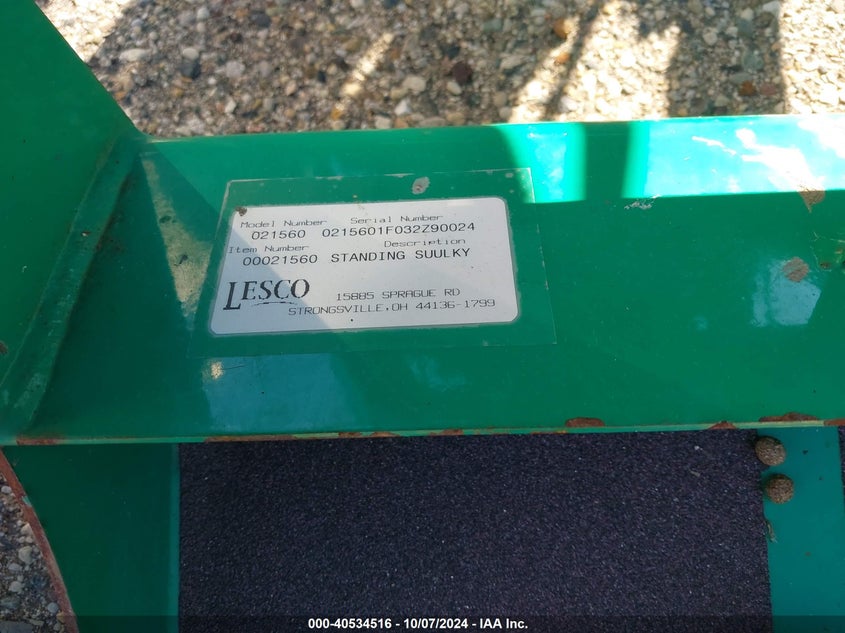 Model Number Serial Number
021560 0215601F032Z90024
Item Number Description
00021560 STANDING SUULKY
LESCO
15885 SPRAGUE RD
STRONGSVILLE,OH 44136-1799
000-40534516 - 10/07/2024 - IAA Inc.